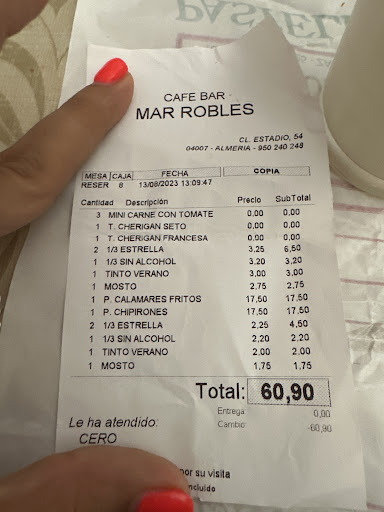 PASTELE
CAFE BAR
MAR ROBLES
CL. ESTADIO, 54
04007 - ALMERIA - 950 240 248
MESA CAJA FECHA COPIA
RESER 8 13/08/2023 13:09:47
Cantidad Descripción Precio SubTotal
3 MINI CARNE CON TOMATE 0,00 0,00
1 T. CHERIGAN SETO 0,00 0,00
1 T. CHERIGAN FRANCESA 0,00 0,00
2 1/3 ESTRELLA 3,25 6,50
1 1/3 SIN ALCOHOL 3,20 3,20
1 TINTO VERANO 3,00 3,00
1 MOSTO 2,75 2,75
1 P. CALAMARES FRITOS 17,50 17,50
1 P. CHIPIRONES 17,50 17,50
2 1/3 ESTRELLA 2,25 4,50
1 1/3 SIN ALCOHOL 2,20 2,20
1 TINTO VERANO 2,00 2,00
1 MOSTO 1,75 1,75
Total: 60,90
Entrega 0,00
Cambio -60,90
Le ha atendido:
CERO
por su visita
incluido